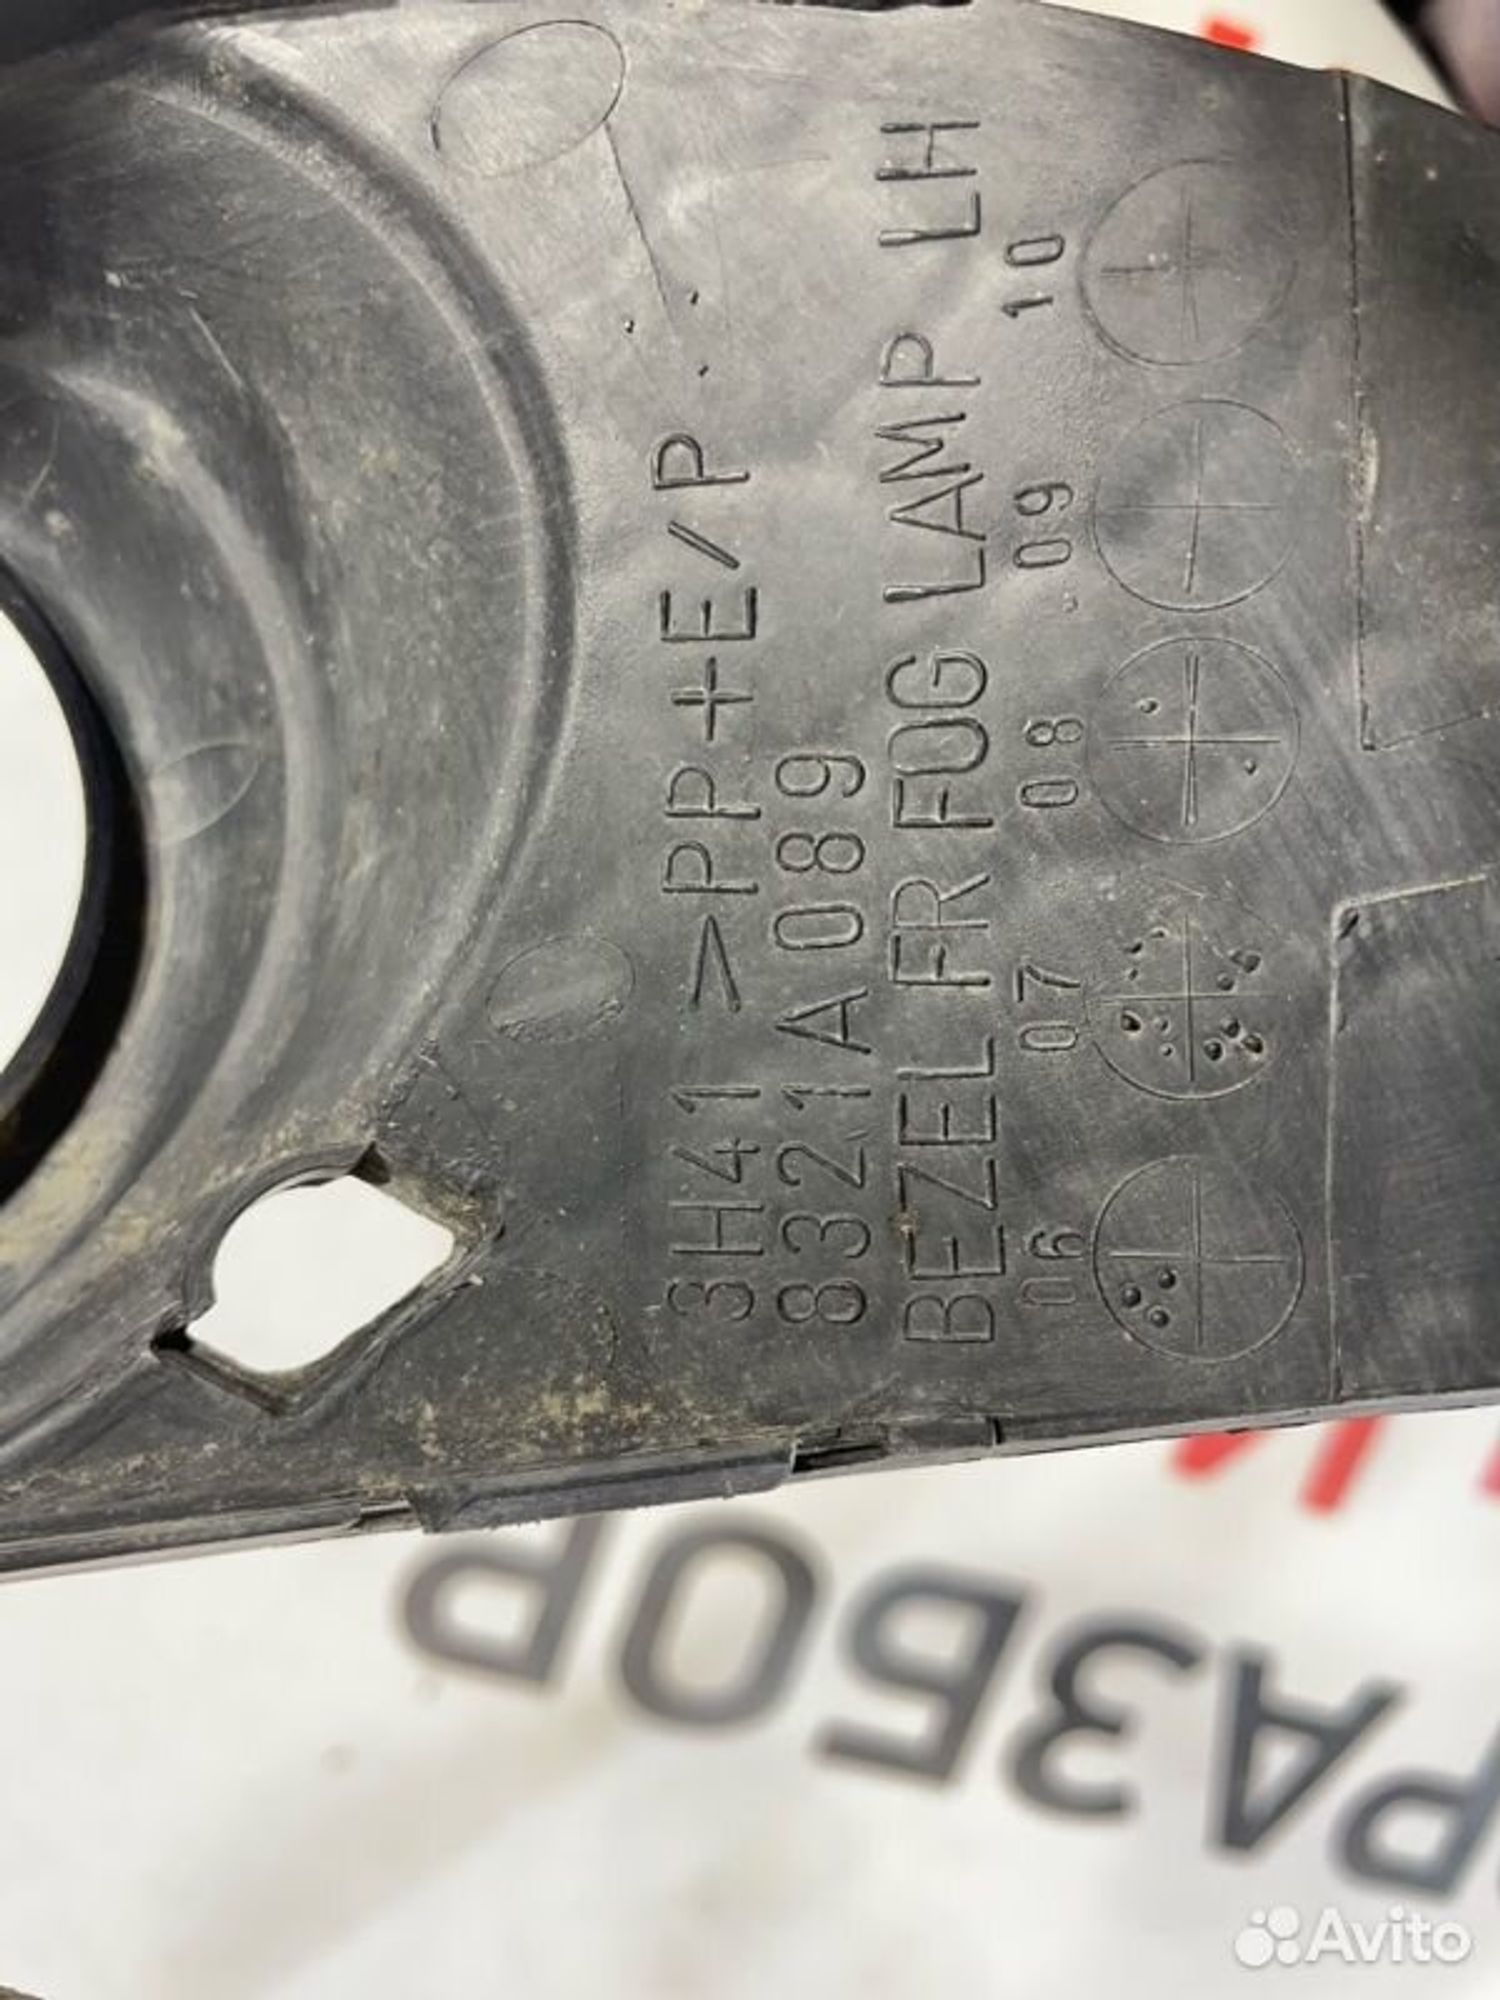 3H41 >PP+E/P
8321A089
BEZEL FR FOG LAMP LH
06 07 08 09 10
РАЗБОР
Avito